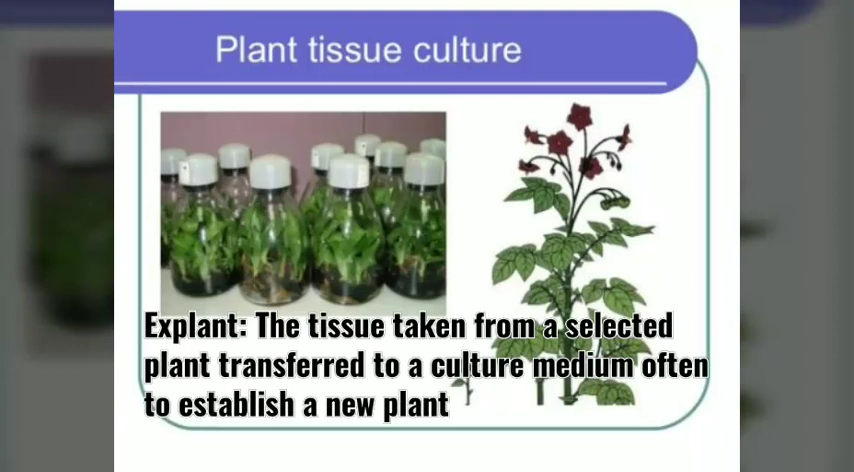 Plant tissue culture
Explant: The tissue taken from a selected
plant transferred to a culture medium often
to establish a new plant